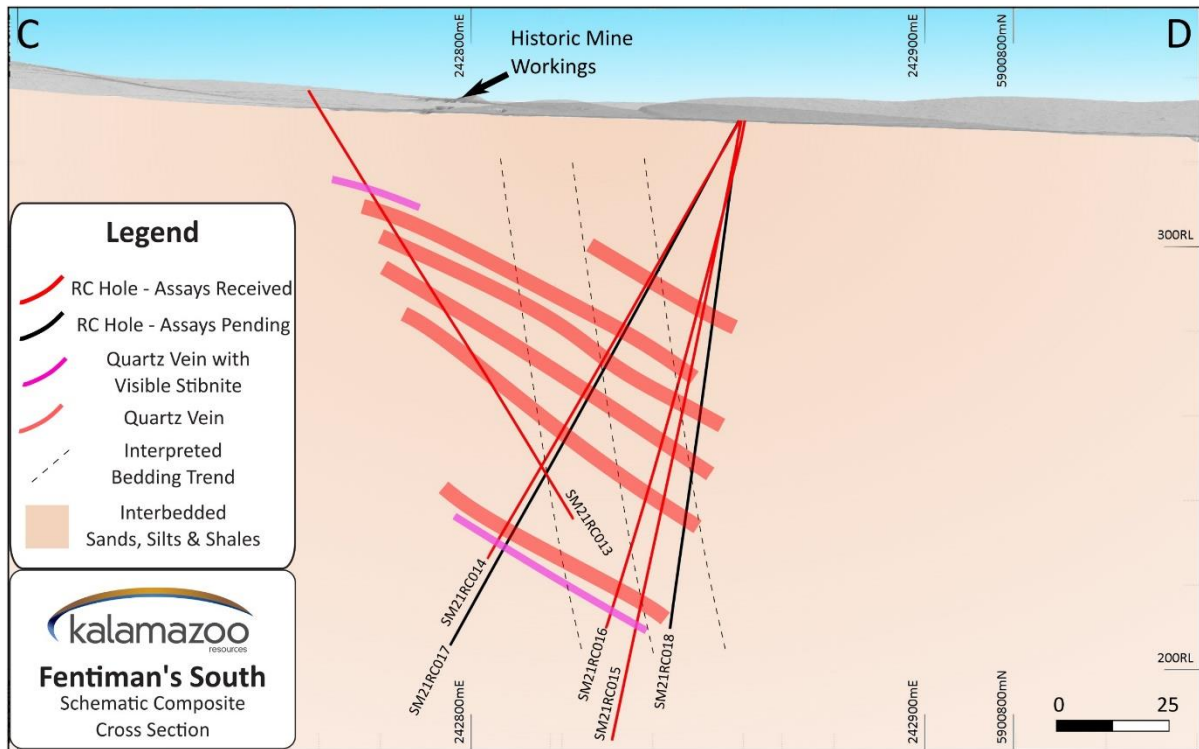 C
D
242800mE
242900mE
5900800mN
Historic Mine
Workings
300RL
200RL
Legend
RC Hole - Assays Received
RC Hole - Assays Pending
Quartz Vein with
Visible Stibnite
Quartz Vein
Interpreted
Bedding Trend
Interbedded
Sands, Silts & Shales
SM21RC013
SM21RC014
SM21RC017
SM21RC016
SM21RC015
SM21RC018
kalamazoo
resources
Fentiman's South
Schematic Composite
Cross Section
242800mE
242900mE
5900800mN
0 25